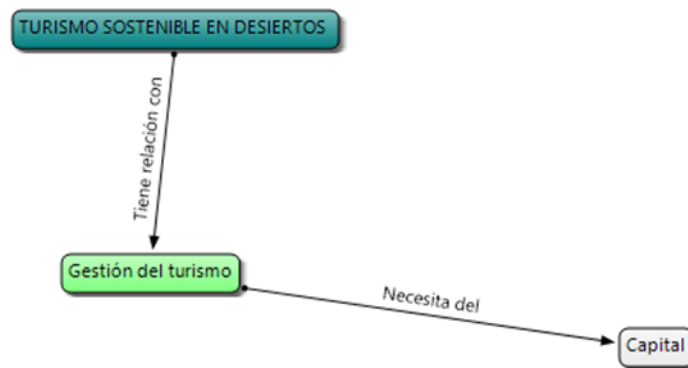 TURISMO SOSTENIBLE EN DESIERTOS
Tiene relación con
Gestión del turismo
Necesita del
Capital